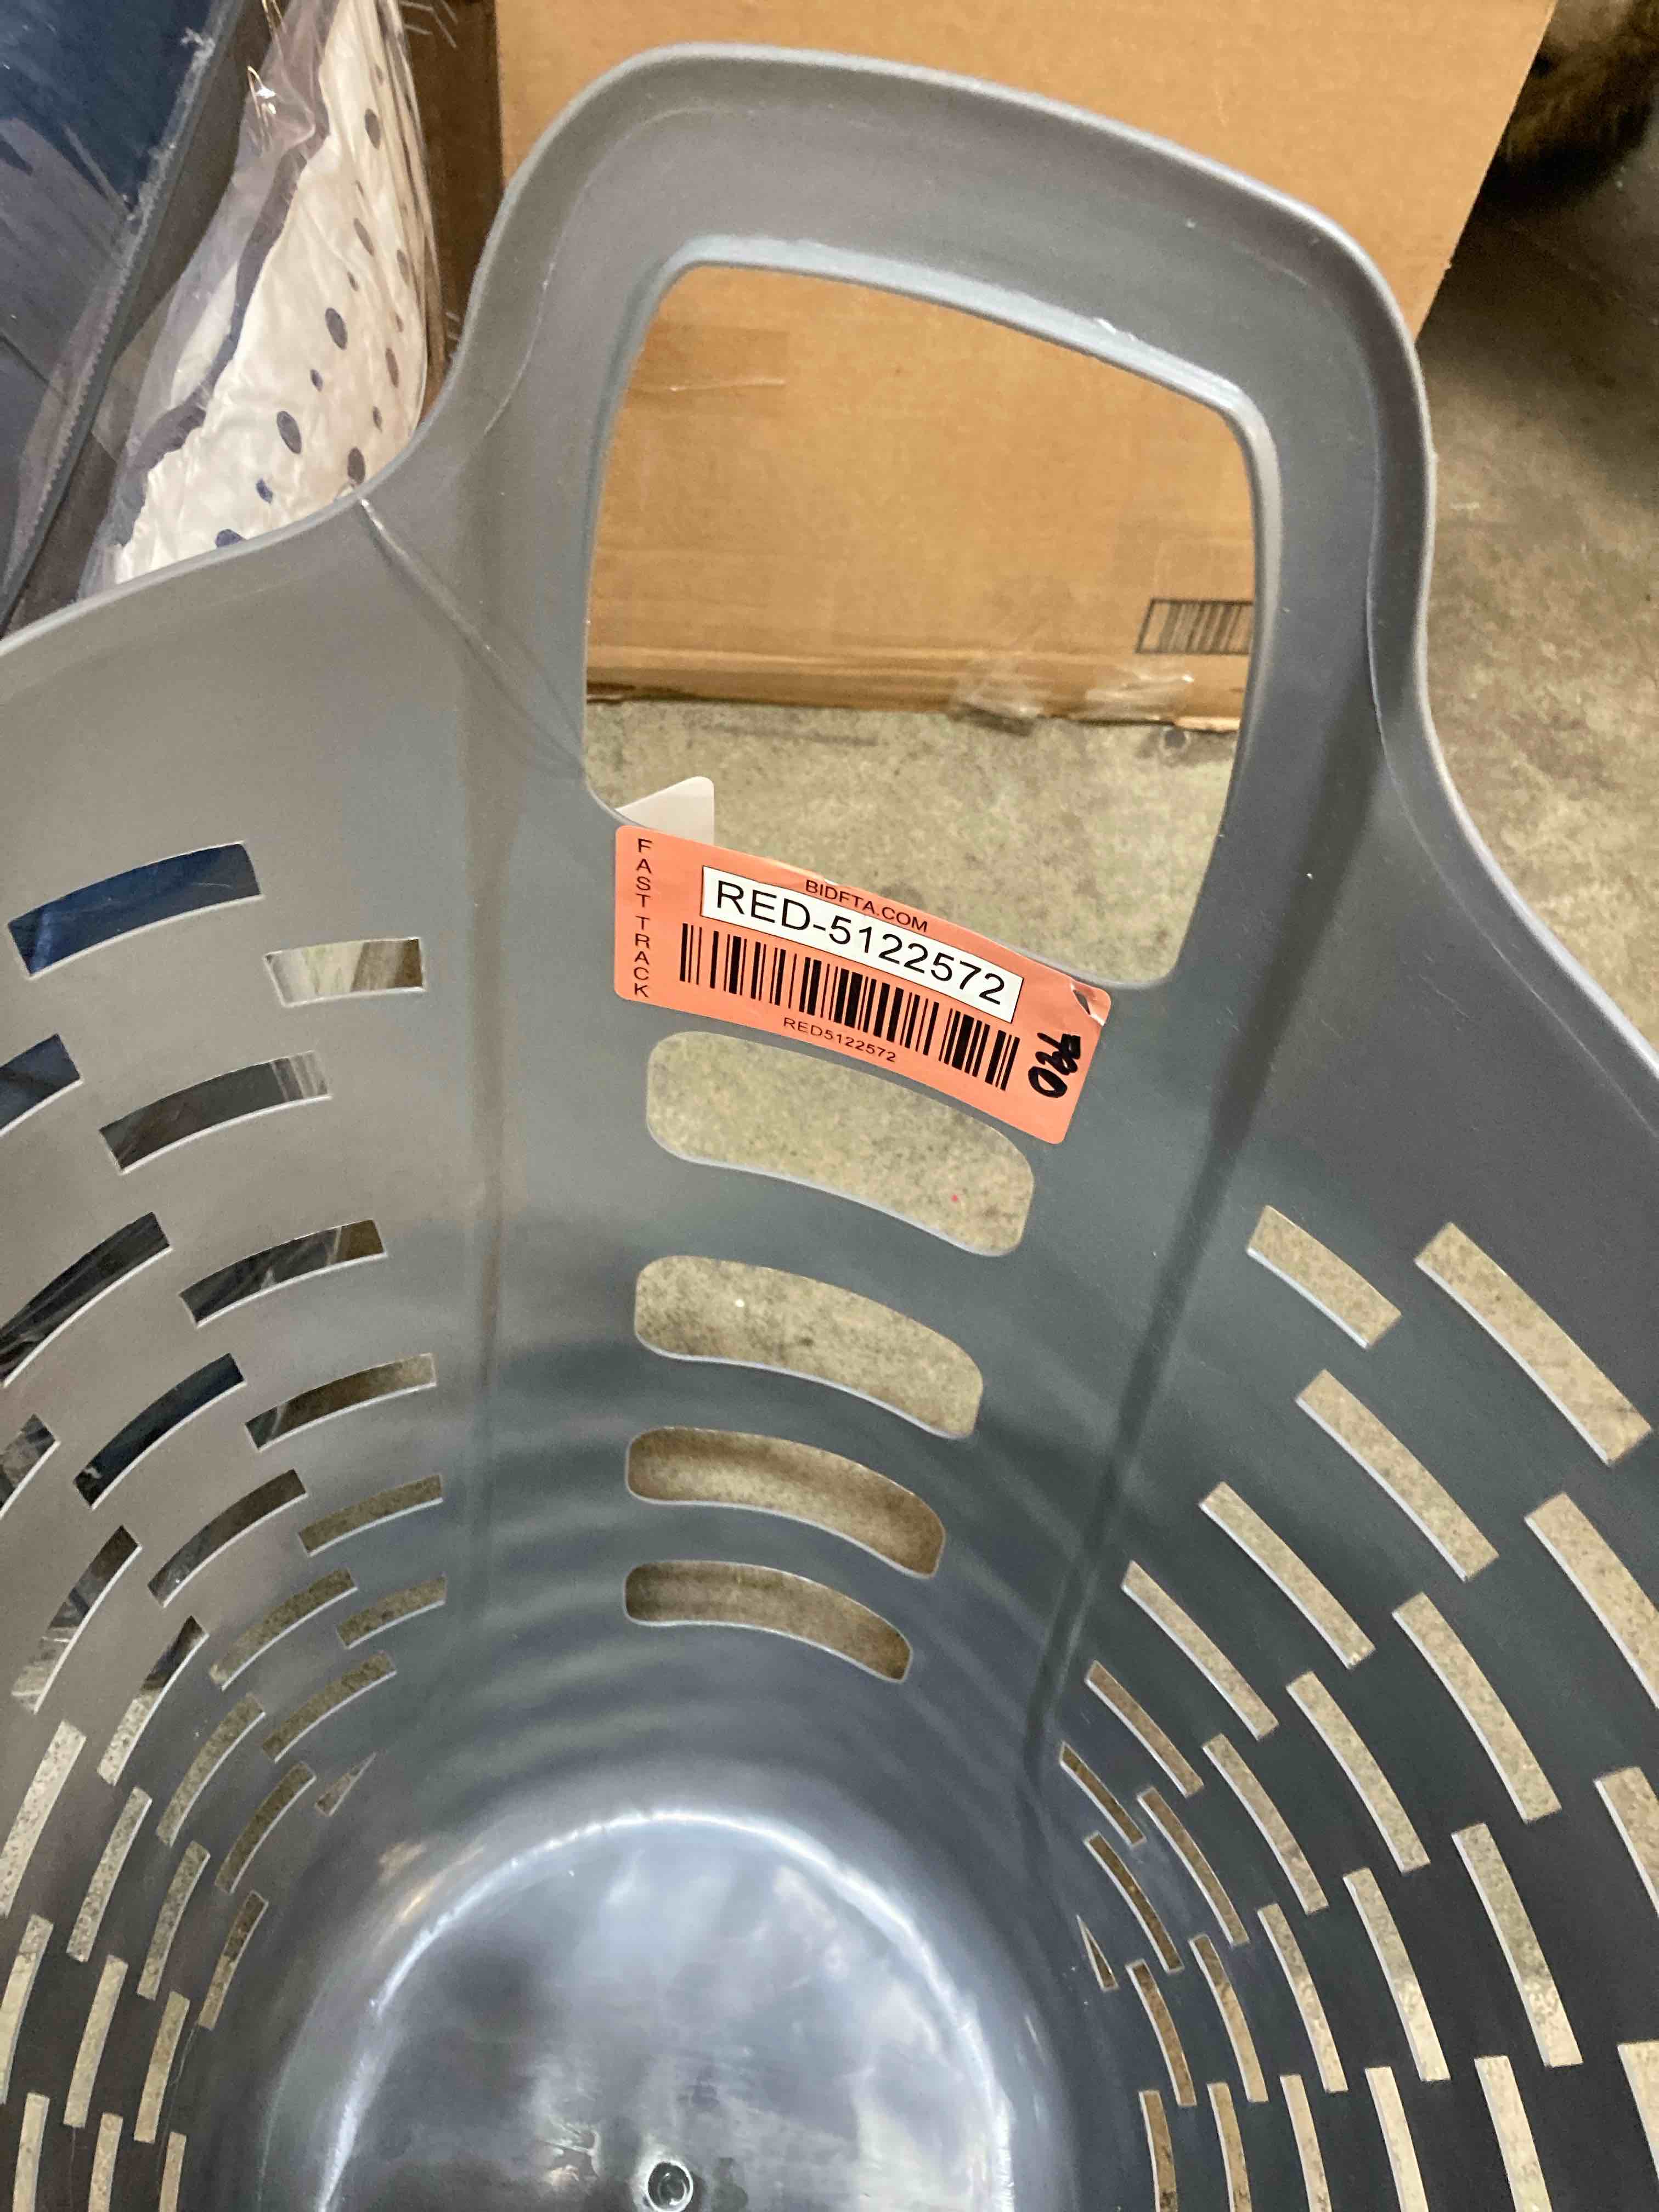 FAST TRACK
BIDFTA.COM
RED-5122572
RED5122572